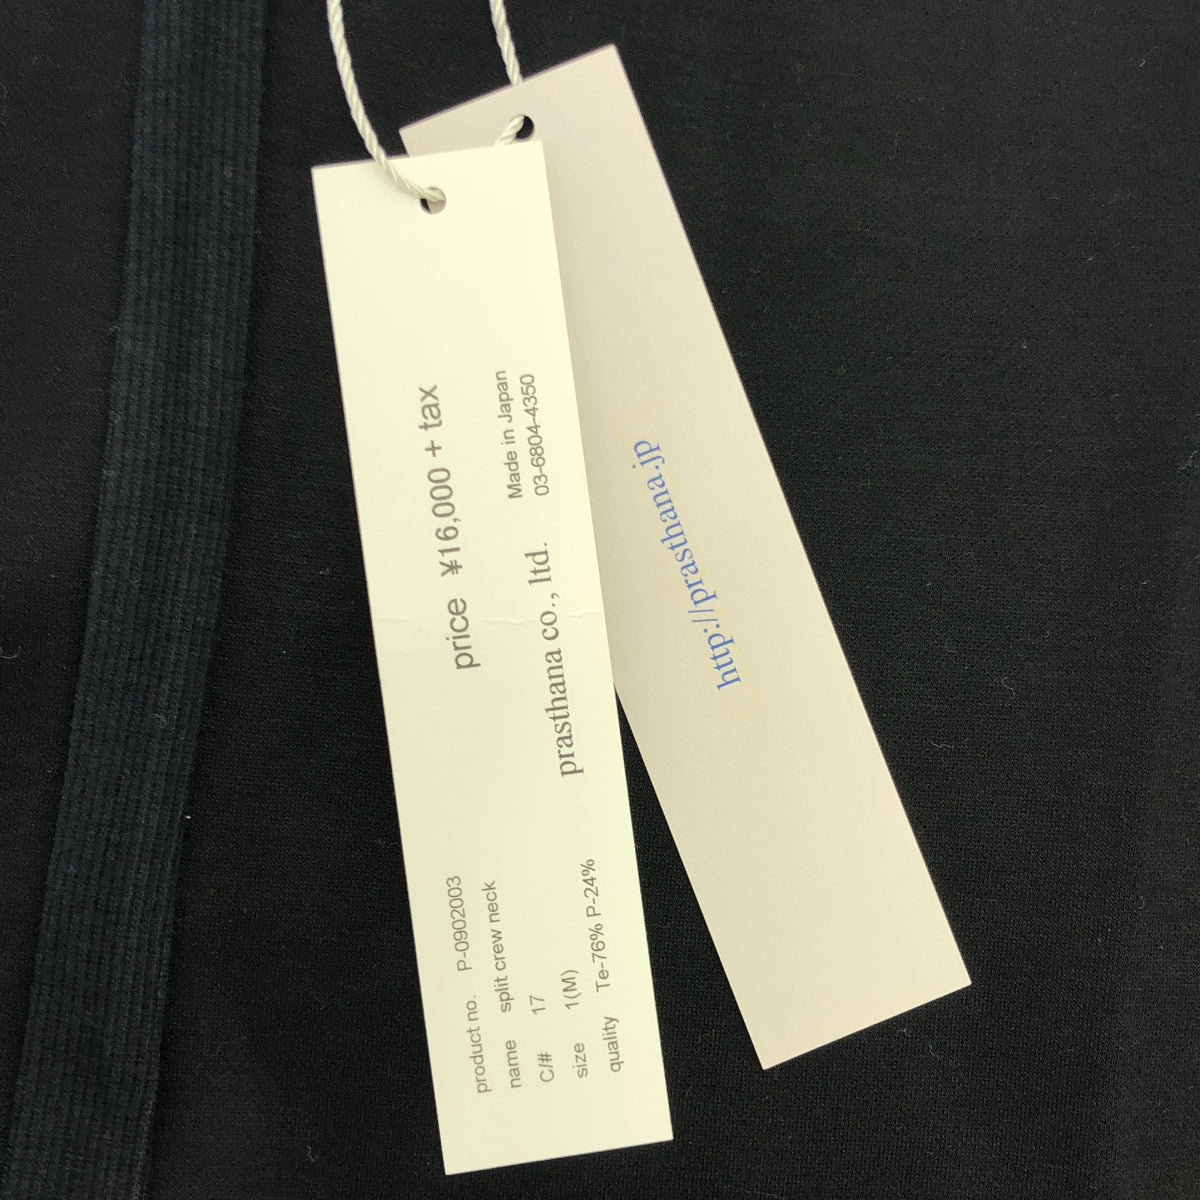 product no. P-0902003
name split crew neck
C/# 17
size 1(M)
quality Te-76% P-24%
price ¥16,000 + tax
prasthana co., ltd.
Made in Japan
03-6804-4350
http://prasthana.jp